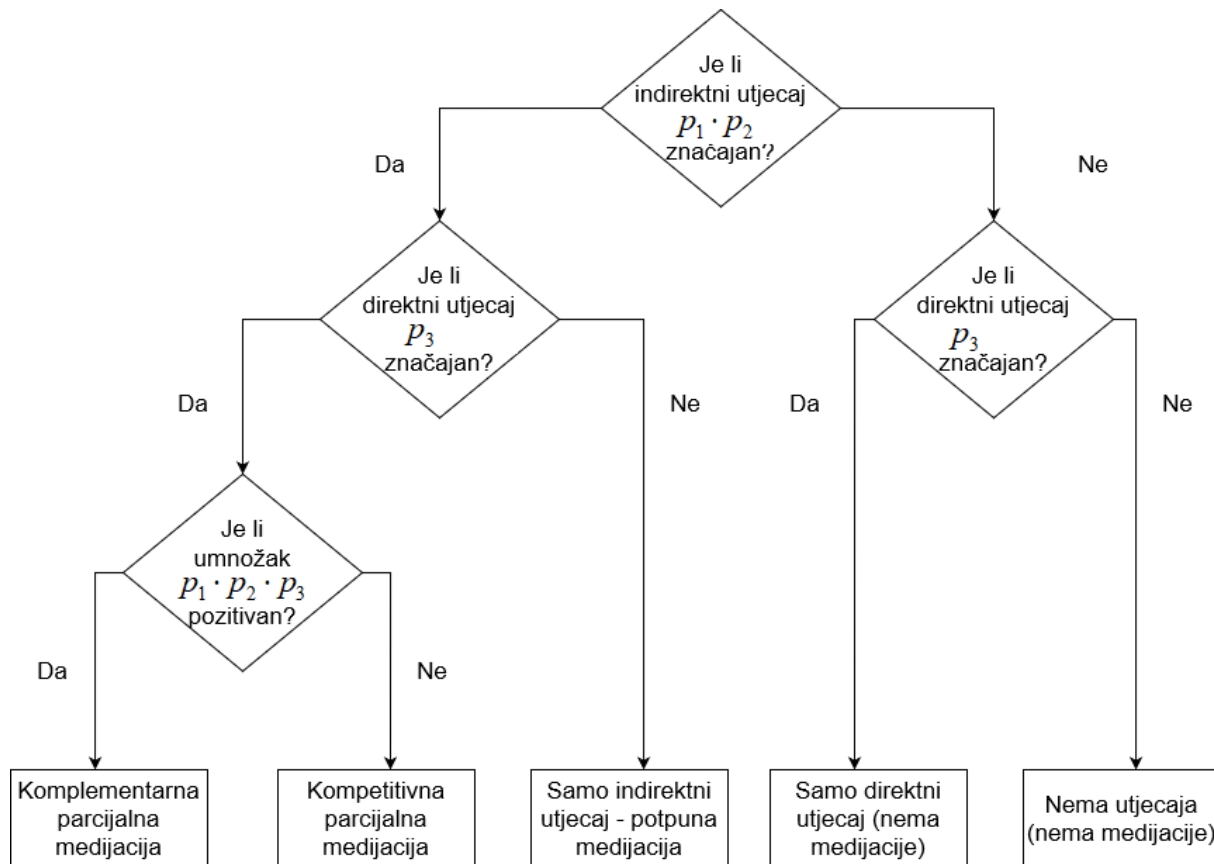 Je li
indirektni utjecaj
p₁ · p₂
značajan?
Da
Ne
Je li
direktni utjecaj
p₃
značajan?
Je li
direktni utjecaj
p₃
značajan?
Da
Ne
Da
Ne
Je li
umnožak
p₁ · p₂ · p₃
pozitivan?
Da
Ne
Komplementarna
parcijalna
medijacija
Kompetitivna
parcijalna
medijacija
Samo indirektni
utjecaj - potpuna
medijacija
Samo direktni
utjecaj (nema
medijacije)
Nema utjecaja
(nema medijacije)